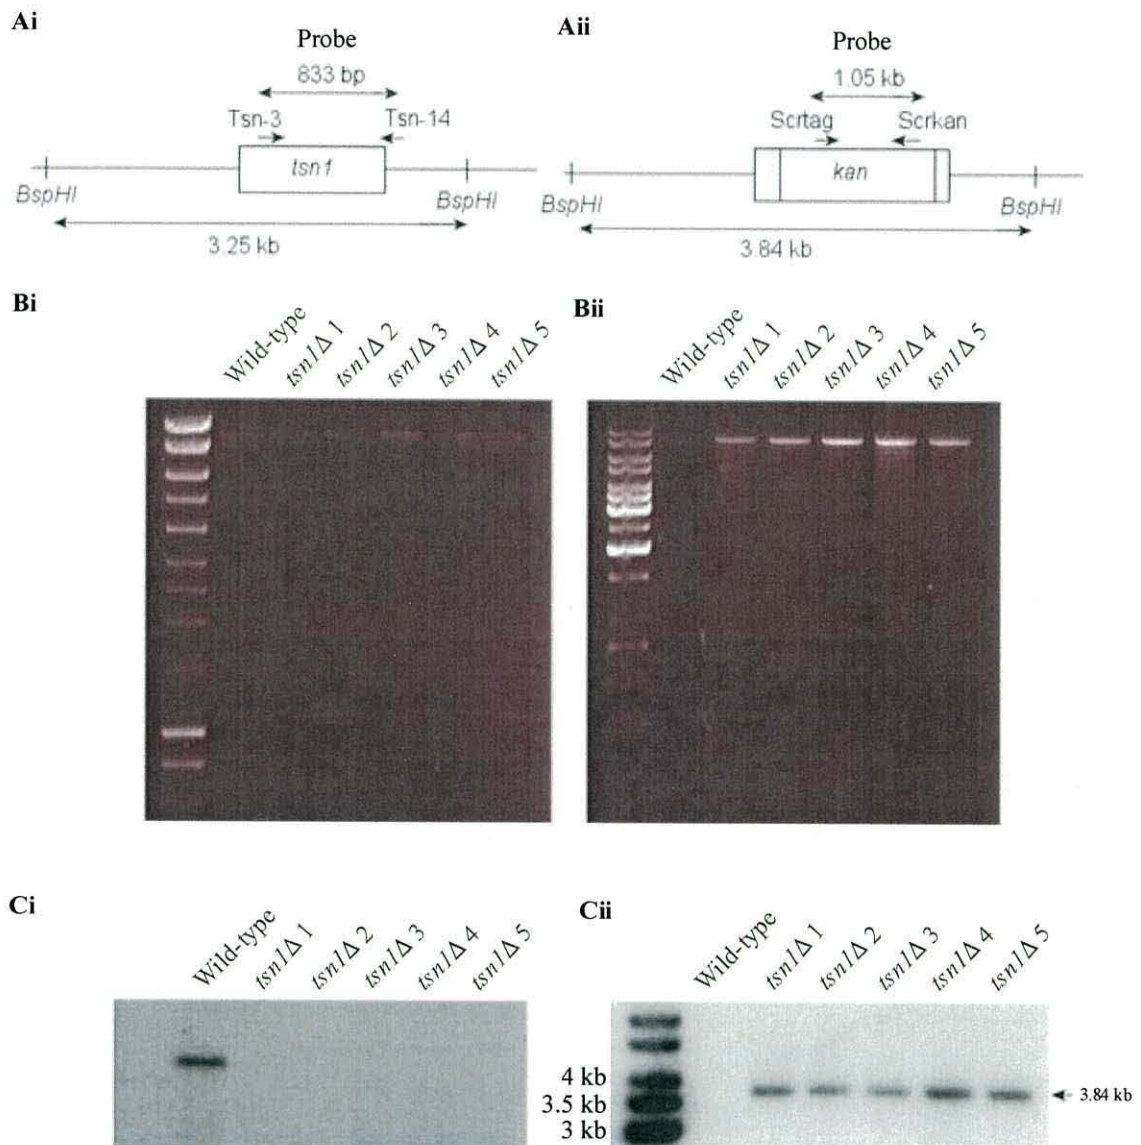 Ai
Probe
833 bp
Tsn-3
Tsn-14
tsn1
BspHI
BspHI
3.25 kb
Aii
Probe
1.05 kb
Scrtag
Scrkan
kan
BspHI
BspHI
3.84 kb
Bi
Wild-type
tsn1Δ 1
tsn1Δ 2
tsn1Δ 3
tsn1Δ 4
tsn1Δ 5
Bii
Wild-type
tsn1Δ 1
tsn1Δ 2
tsn1Δ 3
tsn1Δ 4
tsn1Δ 5
Ci
Wild-type
tsn1Δ 1
tsn1Δ 2
tsn1Δ 3
tsn1Δ 4
tsn1Δ 5
Cii
Wild-type
tsn1Δ 1
tsn1Δ 2
tsn1Δ 3
tsn1Δ 4
tsn1Δ 5
4 kb
3.5 kb
3 kb
3.84 kb